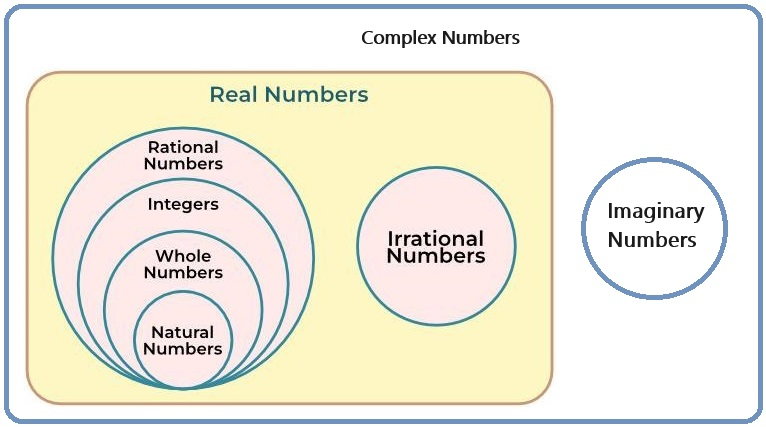 Complex Numbers
Real Numbers
Rational
Numbers
Integers
Whole
Numbers
Natural
Numbers
Irrational
Numbers
Imaginary
Numbers